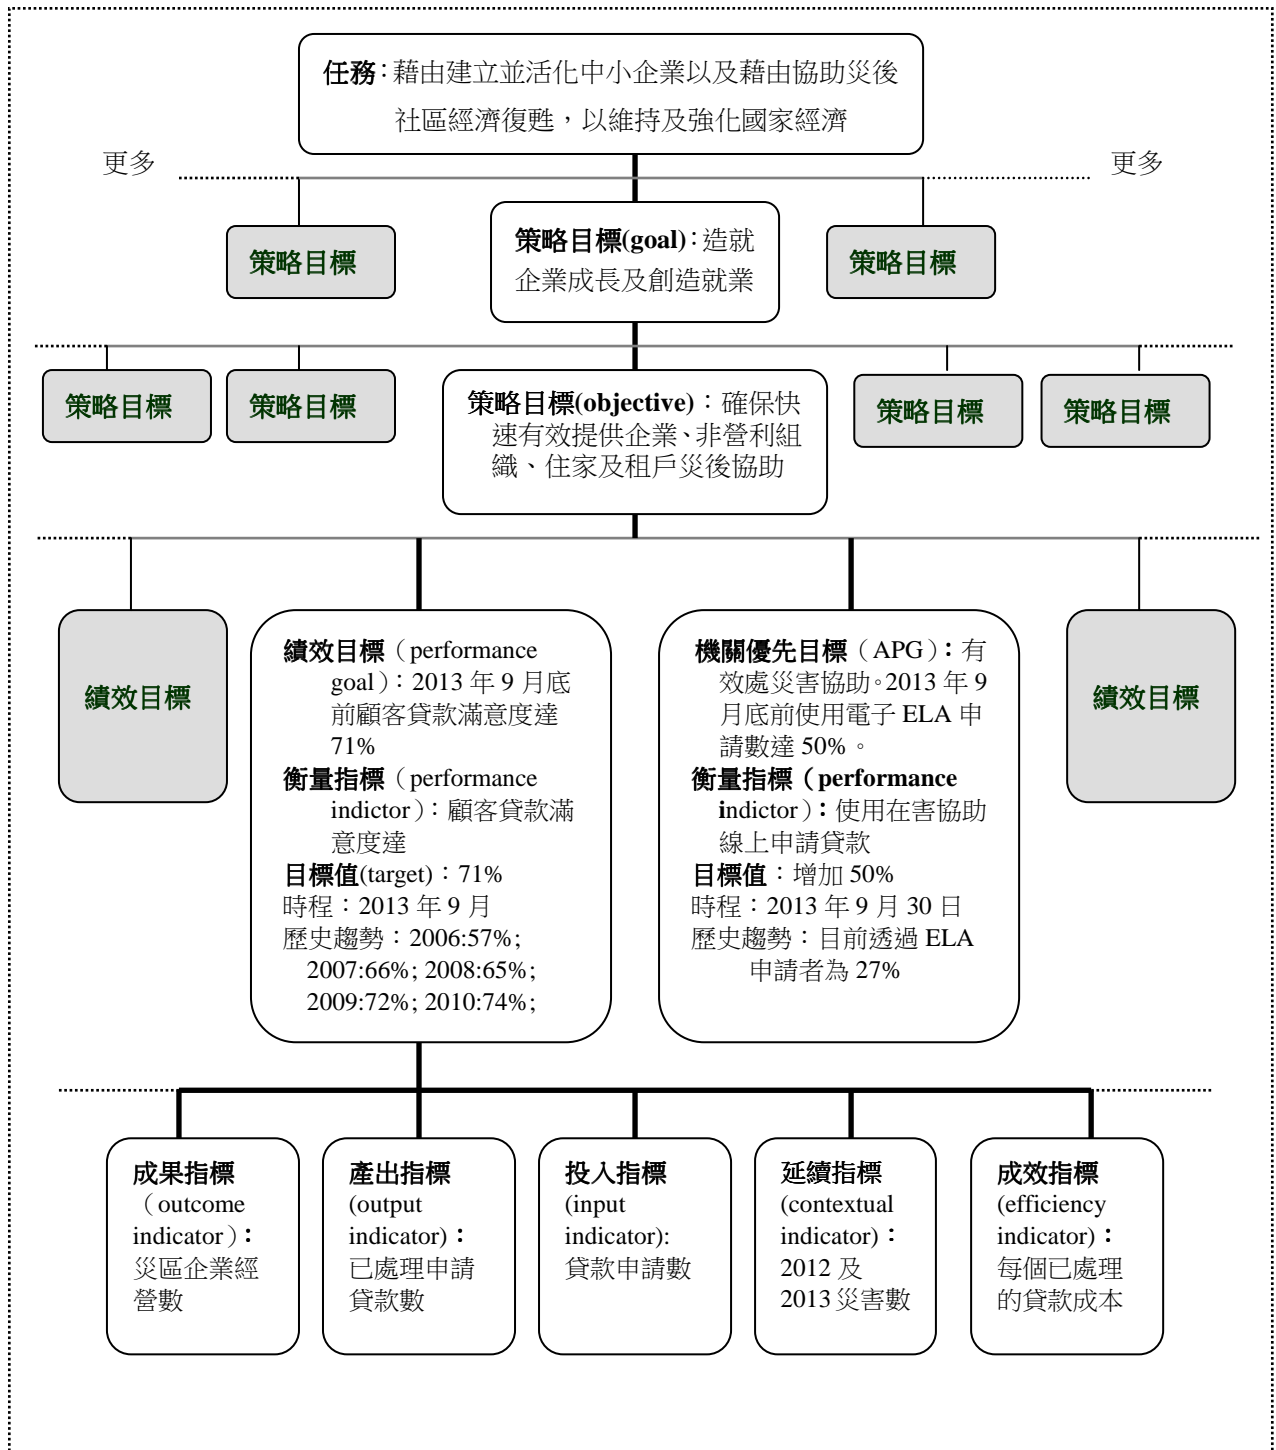 任務：藉由建立並活化中小企業以及藉由協助災後
社區經濟復甦，以維持及強化國家經濟
更多
更多
策略目標
策略目標(goal)：造就
企業成長及創造就業
策略目標
策略目標
策略目標
策略目標(objective)：確保快
速有效提供企業、非營利組
織、住家及租戶災後協助
策略目標
策略目標
績效目標
績效目標（performance
goal）：2013 年 9 月底
前顧客貸款滿意度達
71%
衡量指標（performance
indictor）：顧客貸款滿
意度達
目標值(target)：71%
時程：2013 年 9 月
歷史趨勢：2006:57%;
2007:66%; 2008:65%;
2009:72%; 2010:74%;
機關優先目標（APG）：有
效處災害協助。2013 年 9
月底前使用電子 ELA 申
請數達 50%。
衡量指標（performance
indictor）：使用在害協助
線上申請貸款
目標值：增加 50%
時程：2013 年 9 月 30 日
歷史趨勢：目前透過 ELA
申請者為 27%
績效目標
成果指標
（outcome
indicator）：
災區企業經
營數
產出指標
(output
indicator)：
已處理申請
貸款數
投入指標
(input
indicator):
貸款申請數
延續指標
(contextual
indicator)：
2012 及
2013 災害數
成效指標
(efficiency
indicator)：
每個已處理
的貸款成本